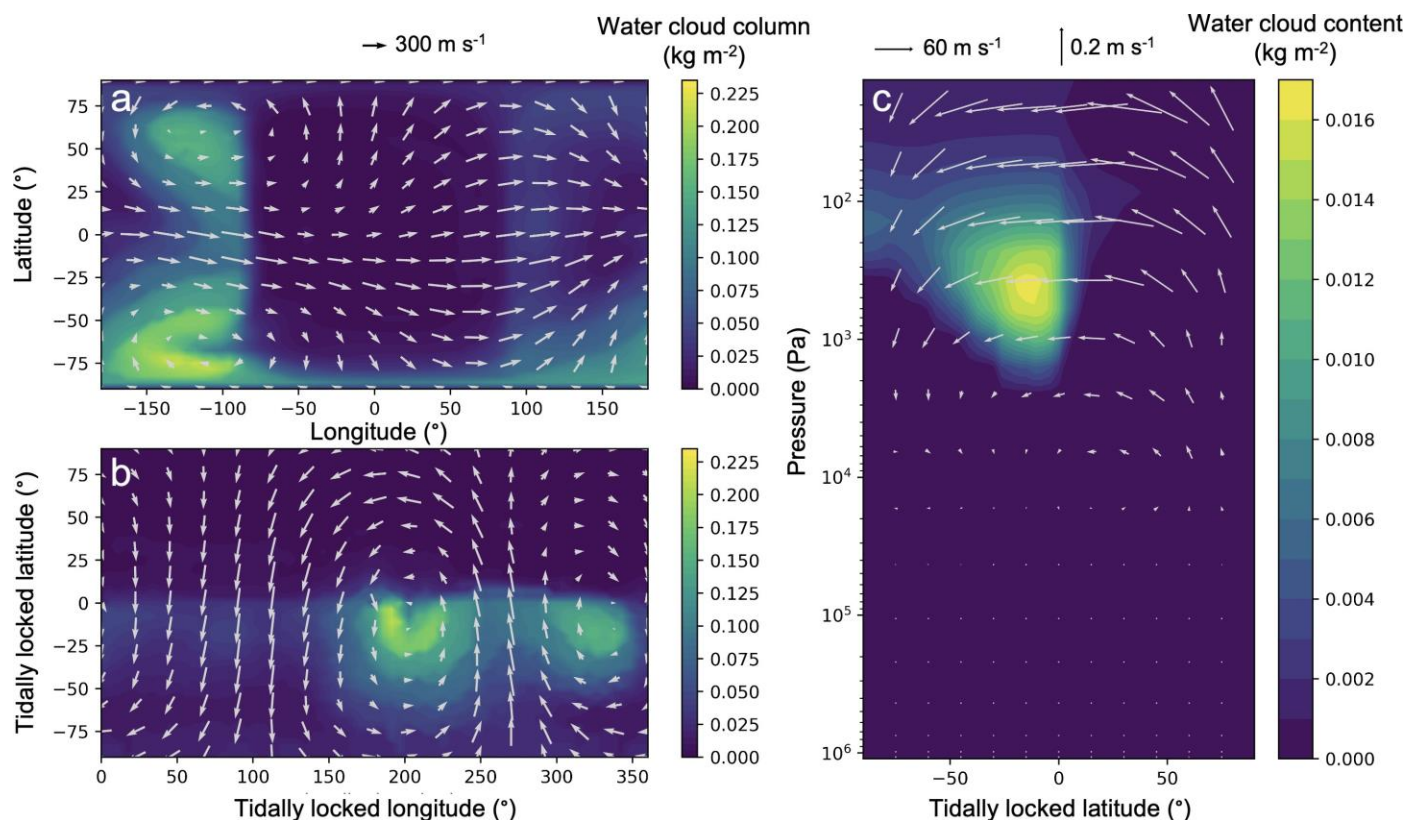 300 m s-1
Water cloud column
(kg m-2)
a
75
50
25
0
−25
−50
−75
Latitude (°)
−150 −100 −50 0 50 100 150
Longitude (°)
0.225
0.200
0.175
0.150
0.125
0.100
0.075
0.050
0.025
0.000
b
75
50
25
0
−25
−50
−75
Tidally locked latitude (°)
0 50 100 150 200 250 300 350
Tidally locked longitude (°)
0.225
0.200
0.175
0.150
0.125
0.100
0.075
0.050
0.025
0.000
60 m s-1
0.2 m s-1
Water cloud content
(kg m-2)
c
10²
10³
10⁴
10⁵
10⁶
Pressure (Pa)
−50 0 50
Tidally locked latitude (°)
0.016
0.014
0.012
0.010
0.008
0.006
0.004
0.002
0.000